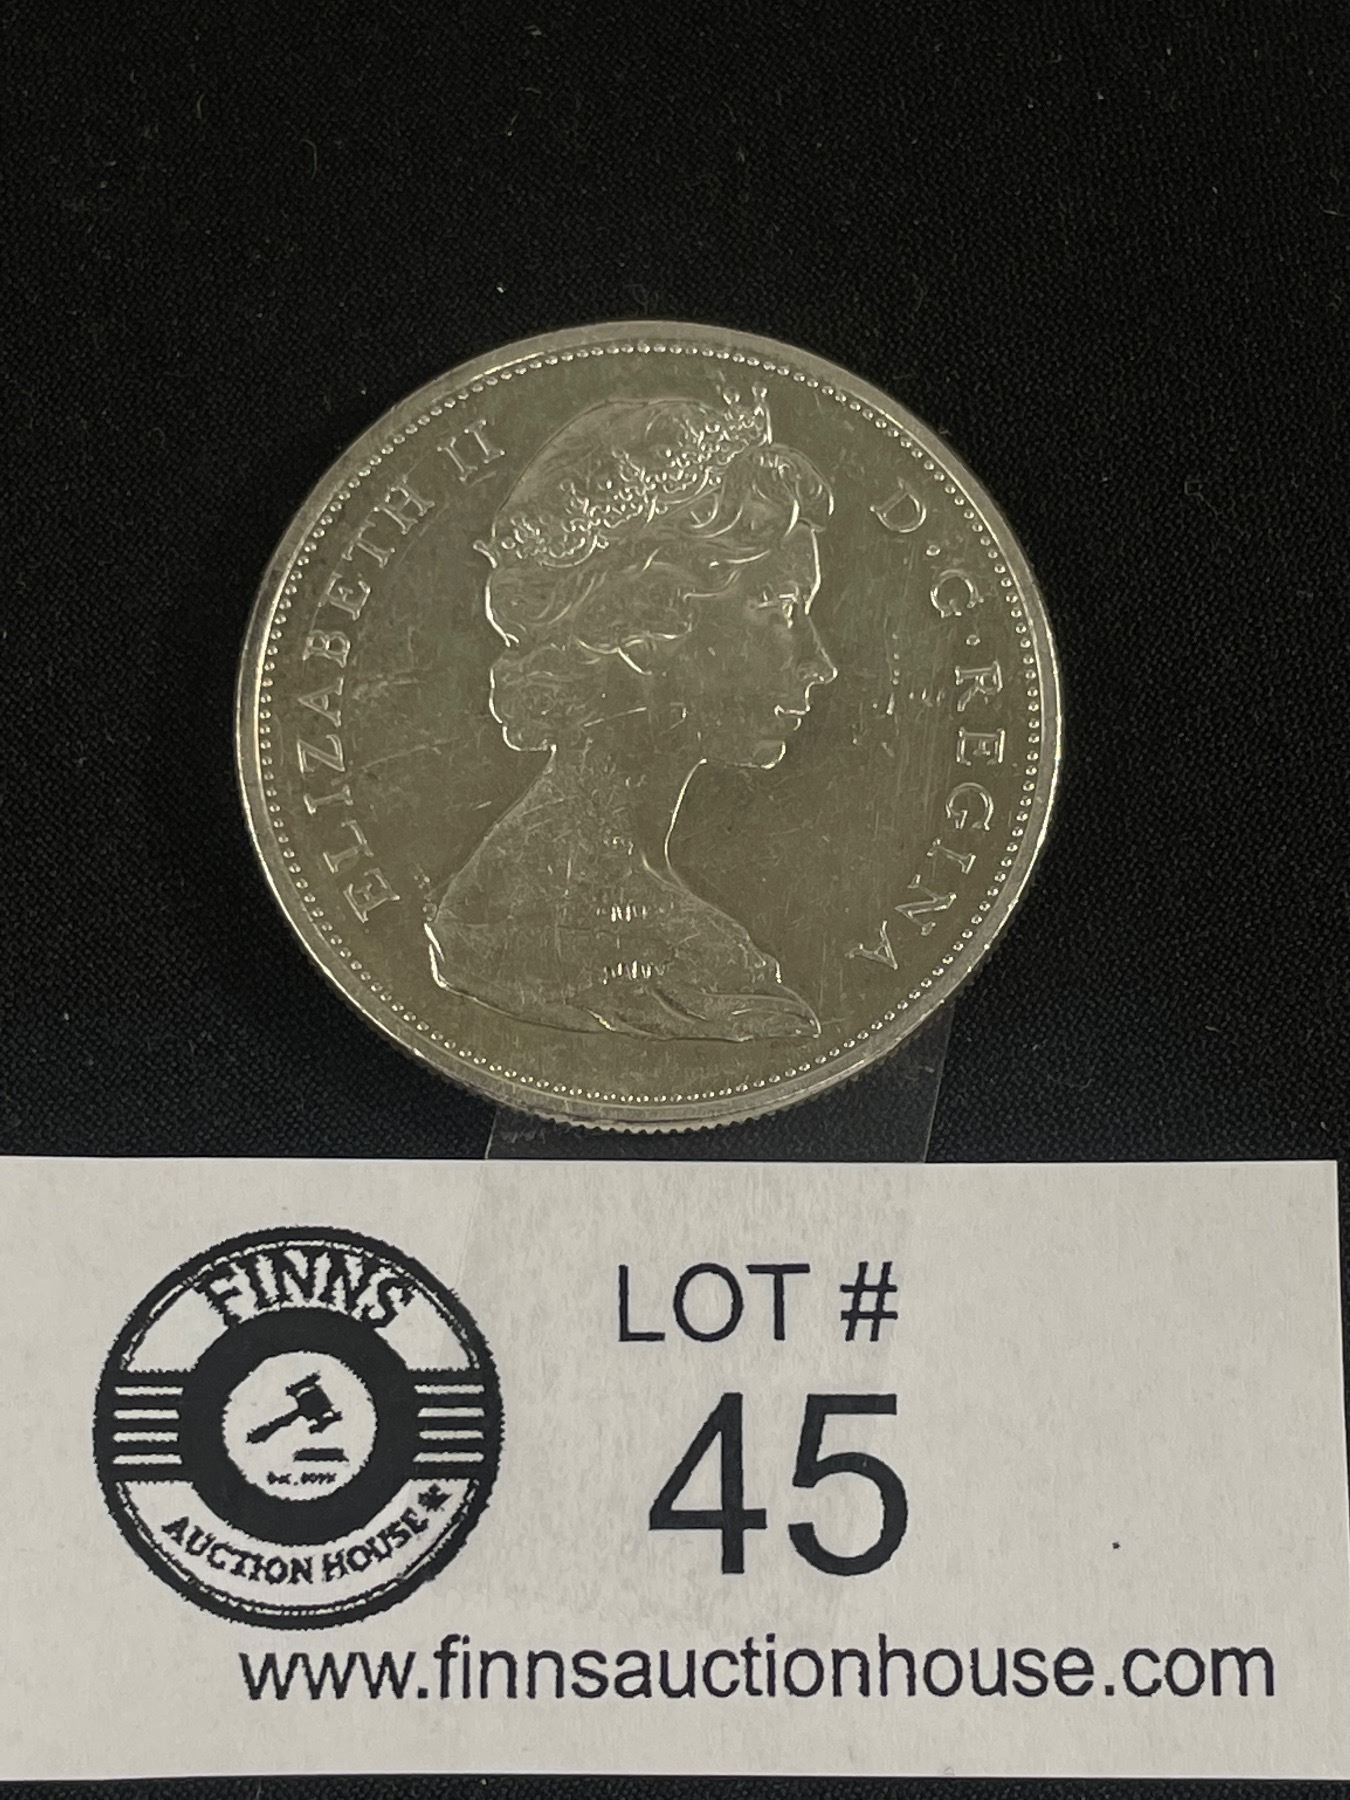 ELIZABETH II D·G·REGINA
FINNS
AUCTION HOUSE
LOT #
45
www.finnsauctionhouse.com